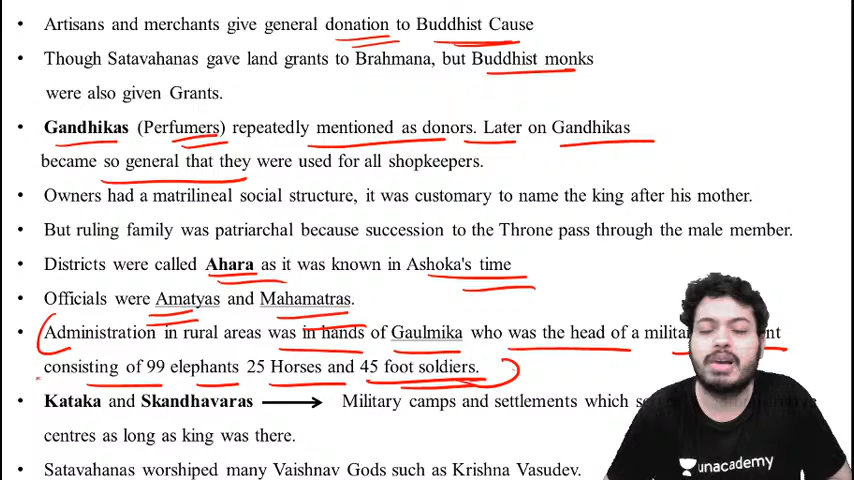 • Artisans and merchants give general donation to Buddhist Cause
• Though Satavahanas gave land grants to Brahmana, but Buddhist monks
were also given Grants.
• Gandhikas (Perfumers) repeatedly mentioned as donors. Later on Gandhikas
became so general that they were used for all shopkeepers.
• Owners had a matrilineal social structure, it was customary to name the king after his mother.
• But ruling family was patriarchal because succession to the Throne pass through the male member.
• Districts were called Ahara as it was known in Ashoka's time
• Officials were Amatyas and Mahamatras.
• Administration in rural areas was in hands of Gaulmika who was the head of a
consisting of 99 elephants 25 Horses and 45 foot soldiers.
• Kataka and Skandhavaras → Military camps and settlements which
centres as long as king was there.
• Satavahanas worshiped many Vaishnav Gods such as Krishna Vasudev.
unacademy